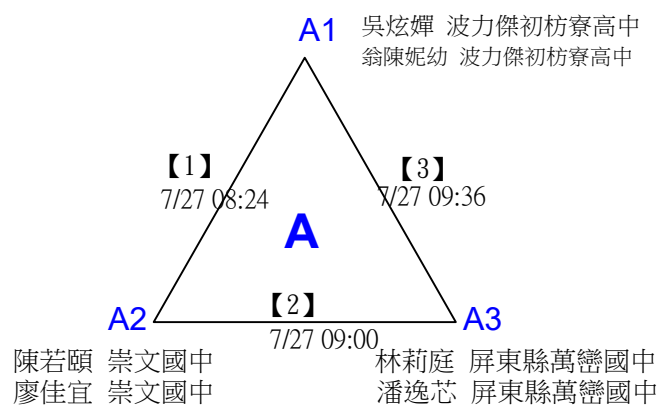 A1
吳炫嬋 波力傑初枋寮高中
翁陳妮幼 波力傑初枋寮高中
【1】
7/27 08:24
【3】
7/27 09:36
A
【2】
7/27 09:00
A2
A3
陳若頤 崇文國中
廖佳宜 崇文國中
林莉庭 屏東縣萬巒國中
潘逸芯 屏東縣萬巒國中